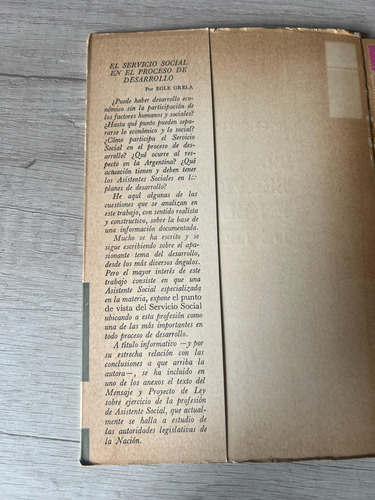 EL SERVICIO SOCIAL
EN EL PROCESO DE
DESARROLLO
Por EGLE GRELA
¿Puede haber desarrollo eco-
nómico sin la participación de
los factores humanos y sociales?
¿Hasta qué punto pueden sepa-
rarse lo económico y lo social?
¿Cómo participa el Servicio
Social en el proceso de des-
arrollo? ¿Qué ocurre al res-
pecto en la Argentina? ¿Qué
actuación tienen y deben tener
los Asistentes Sociales en los
planes de desarrollo?
He aquí algunas de las
cuestiones que se analizan en
este trabajo, con sentido realista
y constructivo, sobre la base de
una información documentada.
Mucho se ha escrito y se
sigue escribiendo sobre el apa-
sionante tema del desarrollo,
desde los más diversos ángulos.
Pero el mayor interés de este
trabajo consiste en que una
Asistente Social especializada
en la materia, expone el punto
de vista del Servicio Social
ubicando a esta profesión como
una de las más importantes en
todo proceso de desarrollo.
A título informativo —y por
su estrecha relación con las
conclusiones a que arriba la
autora—, se ha incluido en
uno de los anexos el texto del
Mensaje y Proyecto de Ley
sobre ejercicio de la profesión
de Asistente Social, que actual-
mente se halla a estudio de
las autoridades legislativas de
la Nación.